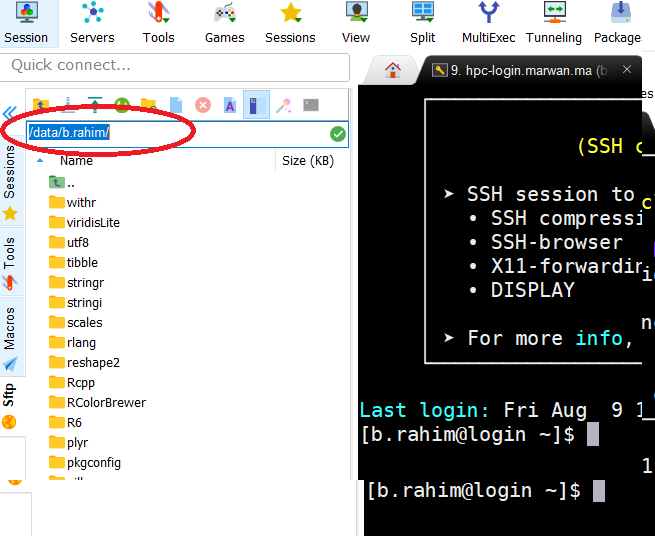 Session Servers Tools Games Sessions View Split MultiExec Tunneling Package
Quick connect...
9. hpc-login.marwan.ma (b
/data/b.rahim/
Name Size (KB)
..
withr
viridisLite
utf8
tibble
stringr
stringi
scales
rlang
reshape2
Rcpp
RColorBrewer
R6
plyr
pkgconfig
Sessions
Tools
Macros
Sftp
(SSH c
➤ SSH session to
• SSH compressi
• SSH-browser
• X11-forwardin
• DISPLAY
➤ For more info,
Last login: Fri Aug 9 1
[b.rahim@login ~]$
[b.rahim@login ~]$